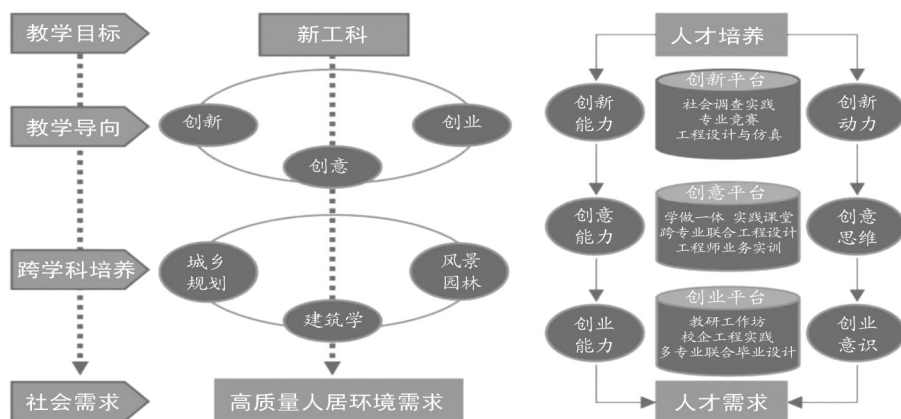 教学目标
新工科
人才培养
创新平台
社会调查实践
专业竞赛
工程设计与仿真
创新
能力
创新
动力
教学导向
创新
创业
创意
创意平台
学做一体 实践课堂
跨专业联合工程设计
工程师业务实训
创意
能力
创意
思维
跨学科培养
城乡
规划
风景
园林
建筑学
创业平台
教研工作坊
校企工程实践
多专业联合毕业设计
创业
能力
创业
意识
社会需求
高质量人居环境需求
人才需求